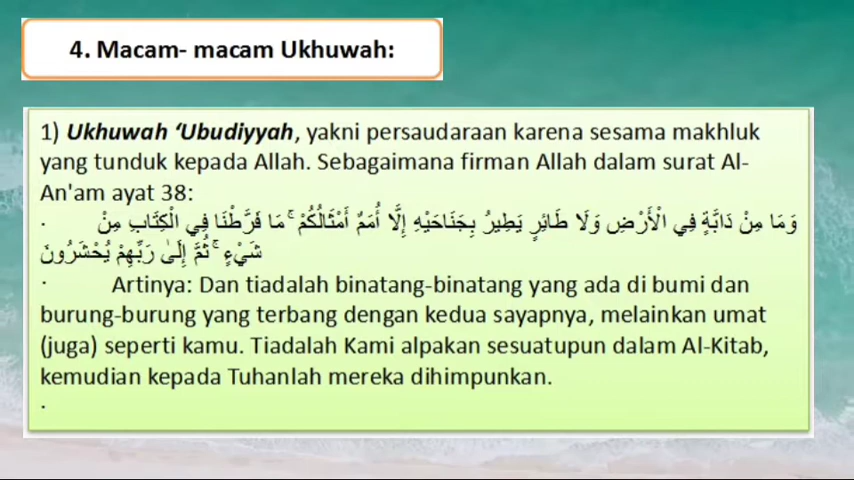 4. Macam- macam Ukhuwah:
1) Ukhuwah ‘Ubudiyyah, yakni persaudaraan karena sesama makhluk
yang tunduk kepada Allah. Sebagaimana firman Allah dalam surat Al-
An'am ayat 38:
· وَمَا مِنْ دَابَّةٍ فِي الْأَرْضِ وَلَا طَائِرٍ يَطِيرُ بِجَنَاحَيْهِ إِلَّا أُمَمٌ أَمْثَالُكُمْ ۚ مَا فَرَّطْنَا فِي الْكِتَابِ مِنْ
شَيْءٍ ۚ ثُمَّ إِلَىٰ رَبِّهِمْ يُحْشَرُونَ
· Artinya: Dan tiadalah binatang-binatang yang ada di bumi dan
burung-burung yang terbang dengan kedua sayapnya, melainkan umat
(juga) seperti kamu. Tiadalah Kami alpakan sesuatupun dalam Al-Kitab,
kemudian kepada Tuhanlah mereka dihimpunkan.
·